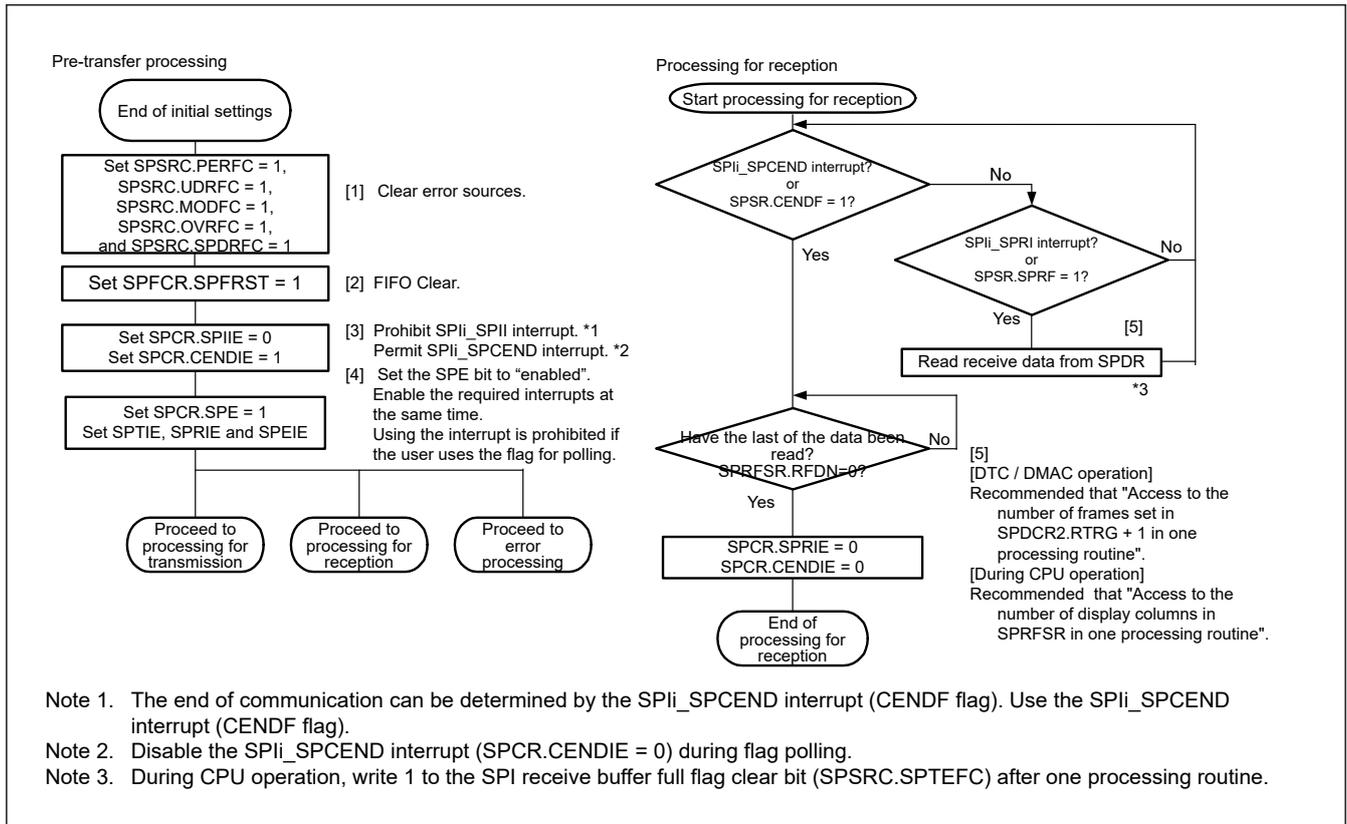 Pre-transfer processing
End of initial settings
Set SPSRC.PERFC = 1,
SPSRC.UDRFC = 1,
SPSRC.MODFC = 1,
SPSRC.OVRFC = 1,
and SPSRC.SPDRFC = 1
[1] Clear error sources.
Set SPFCR.SPFRST = 1
[2] FIFO Clear.
Set SPCR.SPIIE = 0
Set SPCR.CENDIE = 1
[3] Prohibit SPIi_SPII interrupt. *1
Permit SPIi_SPCEND interrupt. *2
Set SPCR.SPE = 1
Set SPTIE, SPRIE and SPEIE
[4] Set the SPE bit to “enabled”.
Enable the required interrupts at
the same time.
Using the interrupt is prohibited if
the user uses the flag for polling.
Proceed to
processing for
transmission
Proceed to
processing for
reception
Proceed to
error
processing
Processing for reception
Start processing for reception
SPIi_SPCEND interrupt?
or
SPSR.CENDF = 1?
No
Yes
SPIi_SPRI interrupt?
or
SPSR.SPRF = 1?
No
Yes
[5]
Read receive data from SPDR
*3
Have the last of the data been
read?
SPRFSR.RFDN=0?
No
Yes
SPCR.SPRIE = 0
SPCR.CENDIE = 0
End of
processing for
reception
[5]
[DTC / DMAC operation]
Recommended that "Access to the
number of frames set in
SPDCR2.RTRG + 1 in one
processing routine".
[During CPU operation]
Recommended that "Access to the
number of display columns in
SPRFSR in one processing routine".
Note 1. The end of communication can be determined by the SPIi_SPCEND interrupt (CENDF flag). Use the SPIi_SPCEND
interrupt (CENDF flag).
Note 2. Disable the SPIi_SPCEND interrupt (SPCR.CENDIE = 0) during flag polling.
Note 3. During CPU operation, write 1 to the SPI receive buffer full flag clear bit (SPSRC.SPTEFC) after one processing routine.